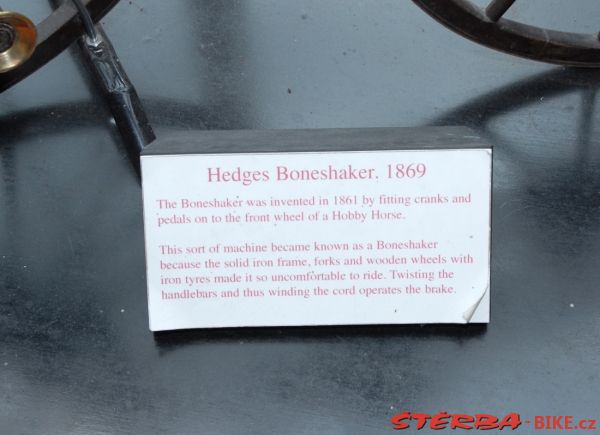 Hedges Boneshaker. 1869
The Boneshaker was invented in 1861 by fitting cranks and
pedals on to the front wheel of a Hobby Horse.
This sort of machine became known as a Boneshaker
because the solid iron frame, forks and wooden wheels with
iron tyres made it so uncomfortable to ride. Twisting the
handlebars and thus winding the cord operates the brake.
ŠTĚRBA-BIKE.cz